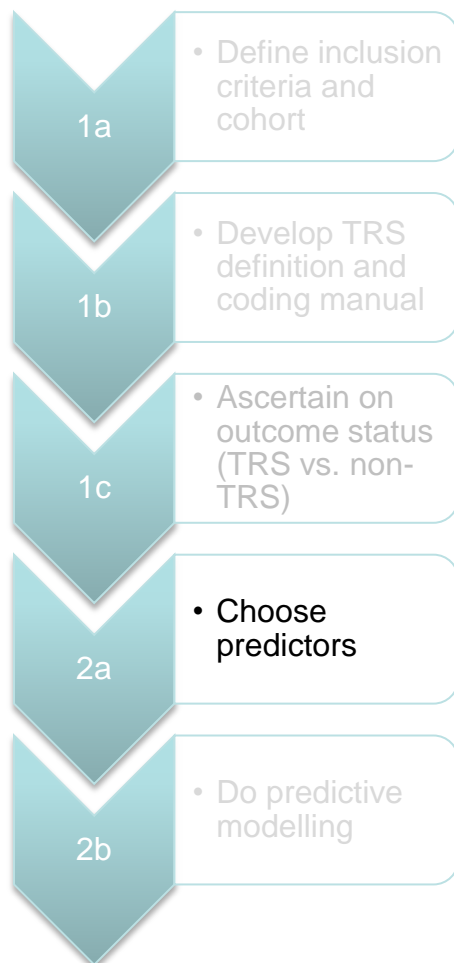 1a
• Define inclusion
criteria and
cohort
1b
• Develop TRS
definition and
coding manual
1c
• Ascertain on
outcome status
(TRS vs. non-
TRS)
2a
• Choose
predictors
2b
• Do predictive
modelling